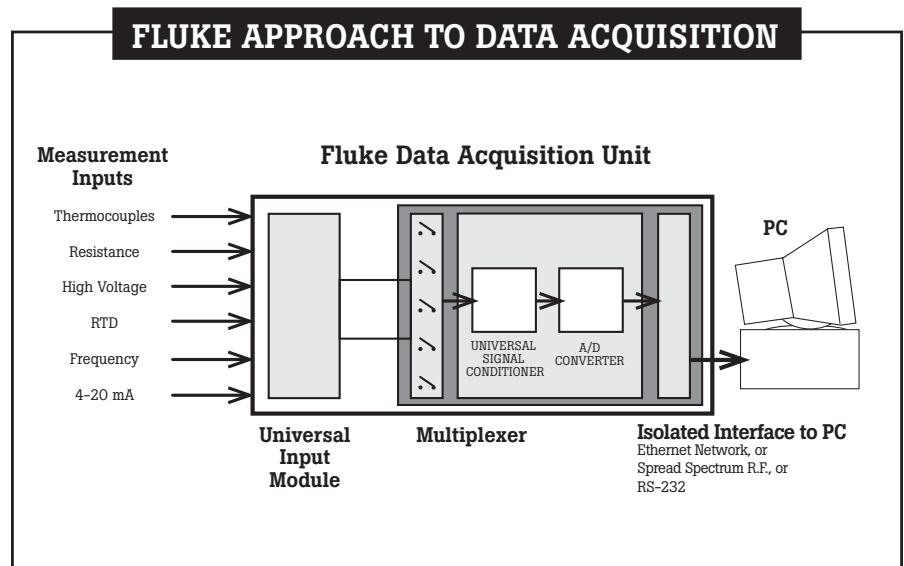 FLUKE APPROACH TO DATA ACQUISITION
Measurement
Inputs
Fluke Data Acquisition Unit
Thermocouples
Resistance
High Voltage
RTD
Frequency
4-20 mA
PC
UNIVERSAL
SIGNAL
CONDITIONER
A/D
CONVERTER
Universal
Input
Module
Multiplexer
Isolated Interface to PC
Ethernet Network, or
Spread Spectrum R.F., or
RS-232